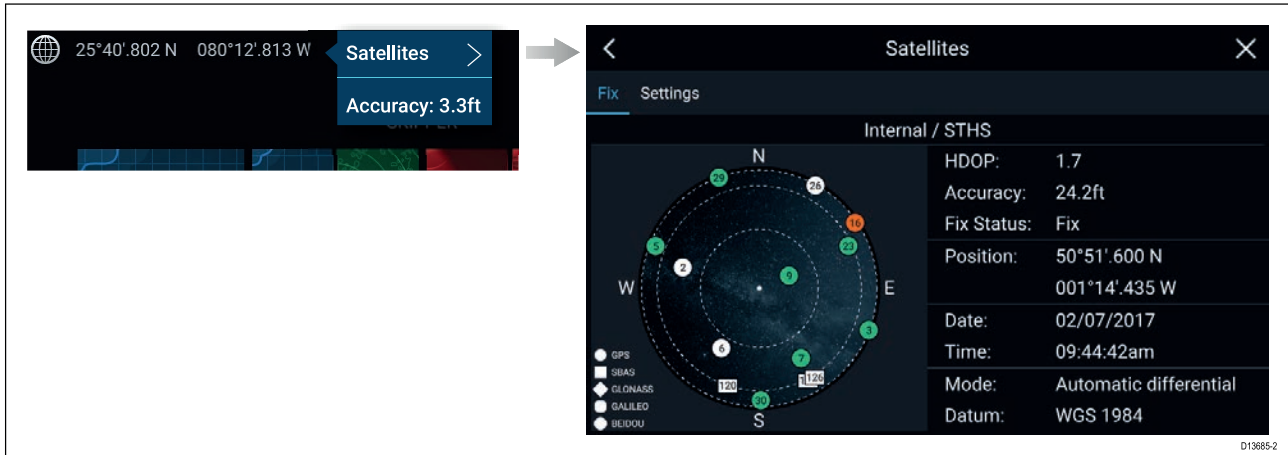 25°40'.802 N 080°12'.813 W
Satellites
Accuracy: 3.3ft
Satellites
Fix Settings
Internal / STHS
N
29
26
16
5
23
2
9
W
E
3
6
7
120
126
30
S
GPS
SBAS
GLONASS
GALILEO
BEIDOU
HDOP: 1.7
Accuracy: 24.2ft
Fix Status: Fix
Position: 50°51'.600 N
001°14'.435 W
Date: 02/07/2017
Time: 09:44:42am
Mode: Automatic differential
Datum: WGS 1984
D13685-2